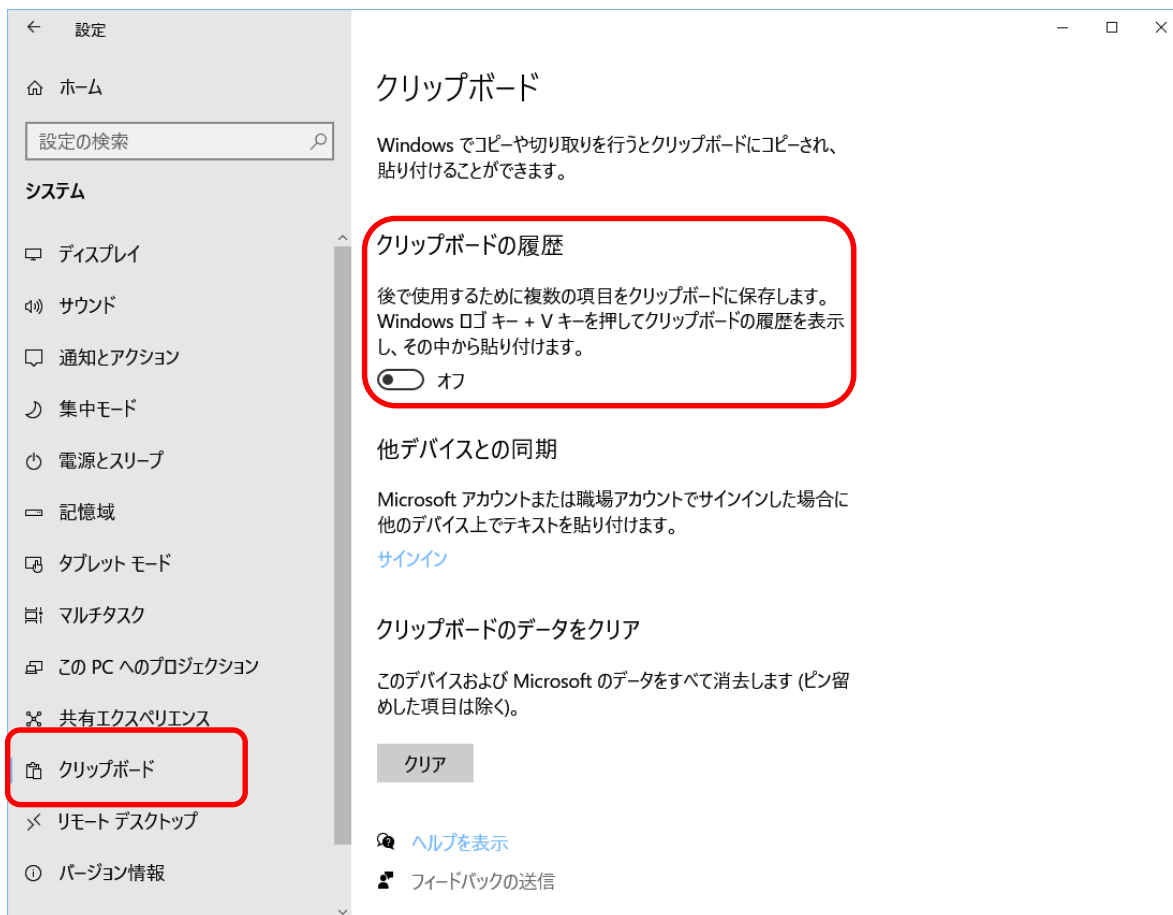 設定
ホーム
設定の検索
システム
ディスプレイ
サウンド
通知とアクション
集中モード
電源とスリープ
記憶域
タブレット モード
マルチタスク
この PC へのプロジェクション
共有エクスペリエンス
クリップボード
リモート デスクトップ
バージョン情報
クリップボード
Windows でコピーや切り取りを行うとクリップボードにコピーされ、
貼り付けることができます。
クリップボードの履歴
後で使用するために複数の項目をクリップボードに保存します。
Windows ロゴ キー + V キーを押してクリップボードの履歴を表示
し、その中から貼り付けます。
オフ
他デバイスとの同期
Microsoft アカウントまたは職場アカウントでサインインした場合に
他のデバイス上でテキストを貼り付けます。
サインイン
クリップボードのデータをクリア
このデバイスおよび Microsoft のデータをすべて消去します (ピン留
めした項目は除く)。
クリア
ヘルプを表示
フィードバックの送信